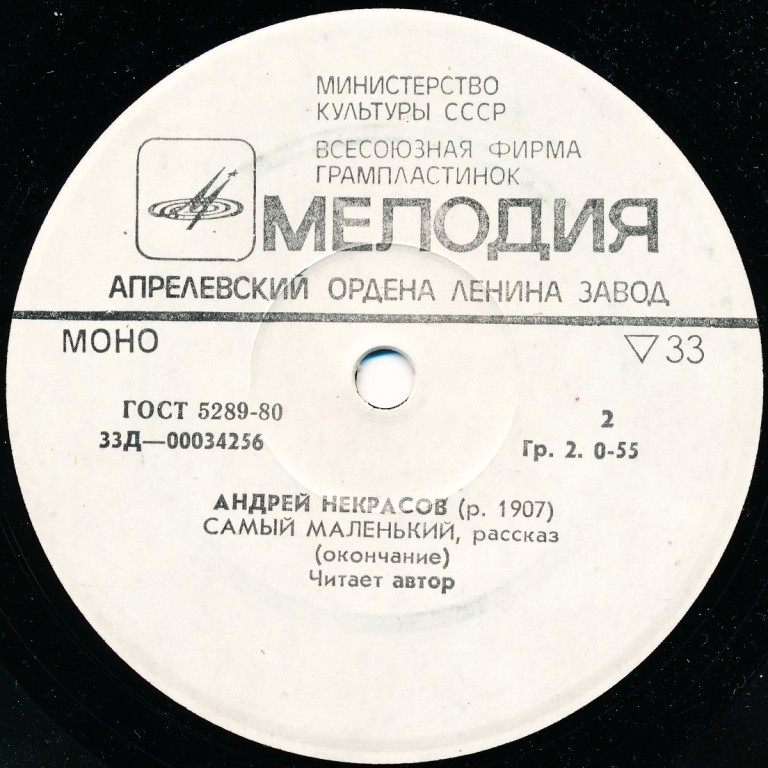 МИНИСТЕРСТВО
КУЛЬТУРЫ СССР
ВСЕСОЮЗНАЯ ФИРМА
ГРАМПЛАСТИНОК
МЕЛОДИЯ
АПРЕЛЕВСКИЙ ОРДЕНА ЛЕНИНА ЗАВОД
МОНО
▽ 33
ГОСТ 5289-80
33Д—00034256
2
Гр. 2. 0-55
АНДРЕЙ НЕКРАСОВ (р. 1907)
САМЫЙ МАЛЕНЬКИЙ, рассказ
(окончание)
Читает автор